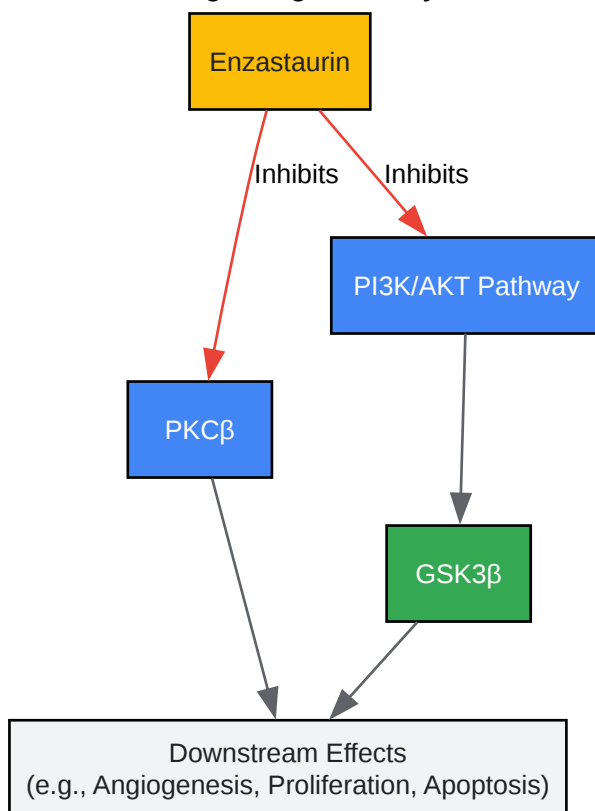 Enzastaurin
Inhibits
Inhibits
PI3K/AKT Pathway
PKCβ
GSK3β
Downstream Effects
(e.g., Angiogenesis, Proliferation, Apoptosis)